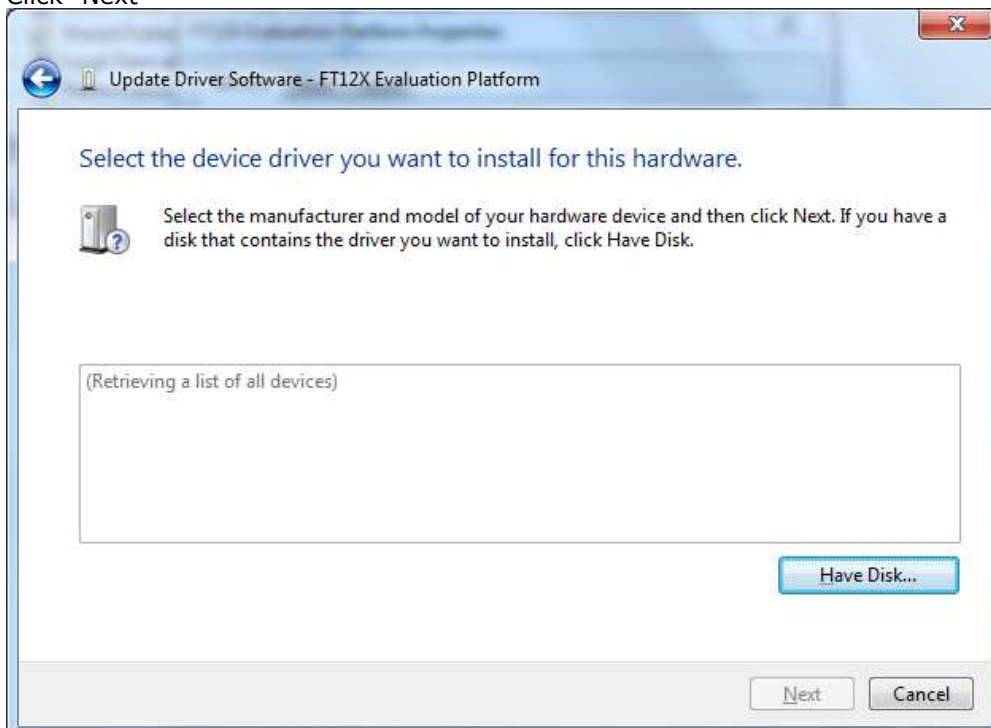 Click "Next"
Update Driver Software - FT12X Evaluation Platform
Select the device driver you want to install for this hardware.
Select the manufacturer and model of your hardware device and then click Next. If you have a
disk that contains the driver you want to install, click Have Disk.
(Retrieving a list of all devices)
Have Disk...
Next
Cancel